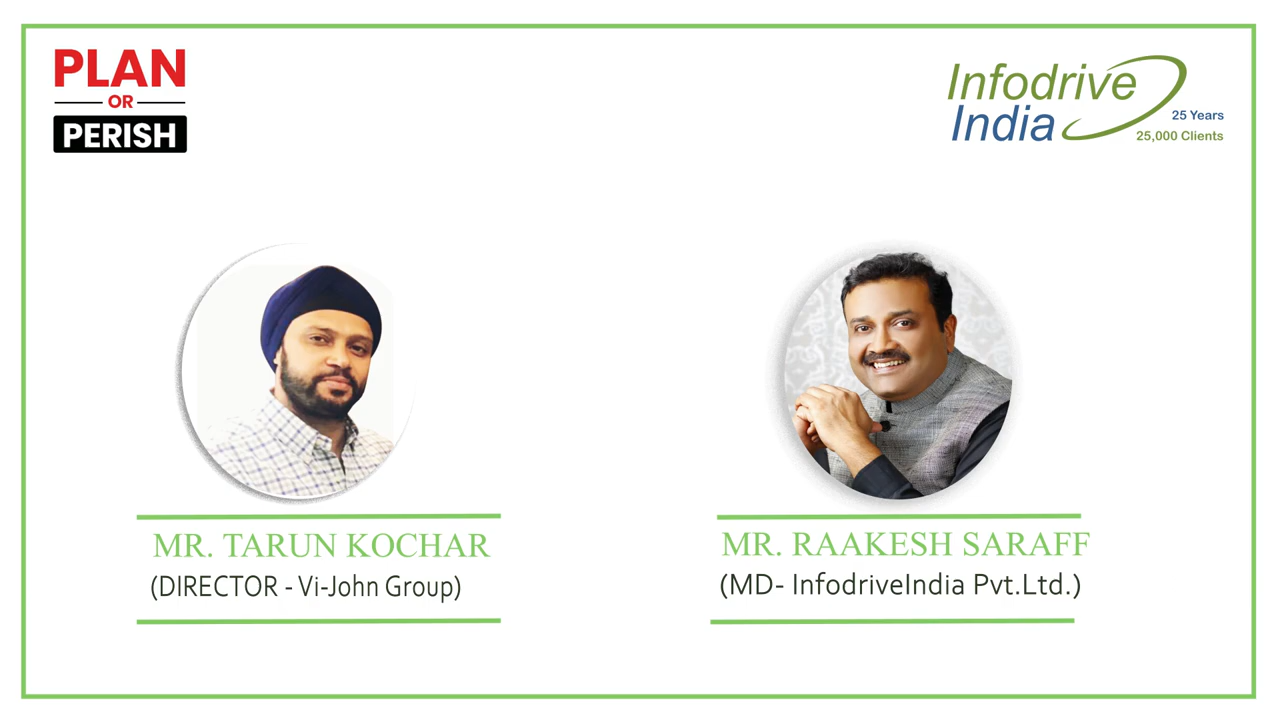 PLAN
OR
PERISH
Infodrive
India
25 Years
25,000 Clients
MR. TARUN KOCHAR
(DIRECTOR - Vi-John Group)
MR. RAAKESH SARAFF
(MD- InfodriveIndia Pvt.Ltd.)